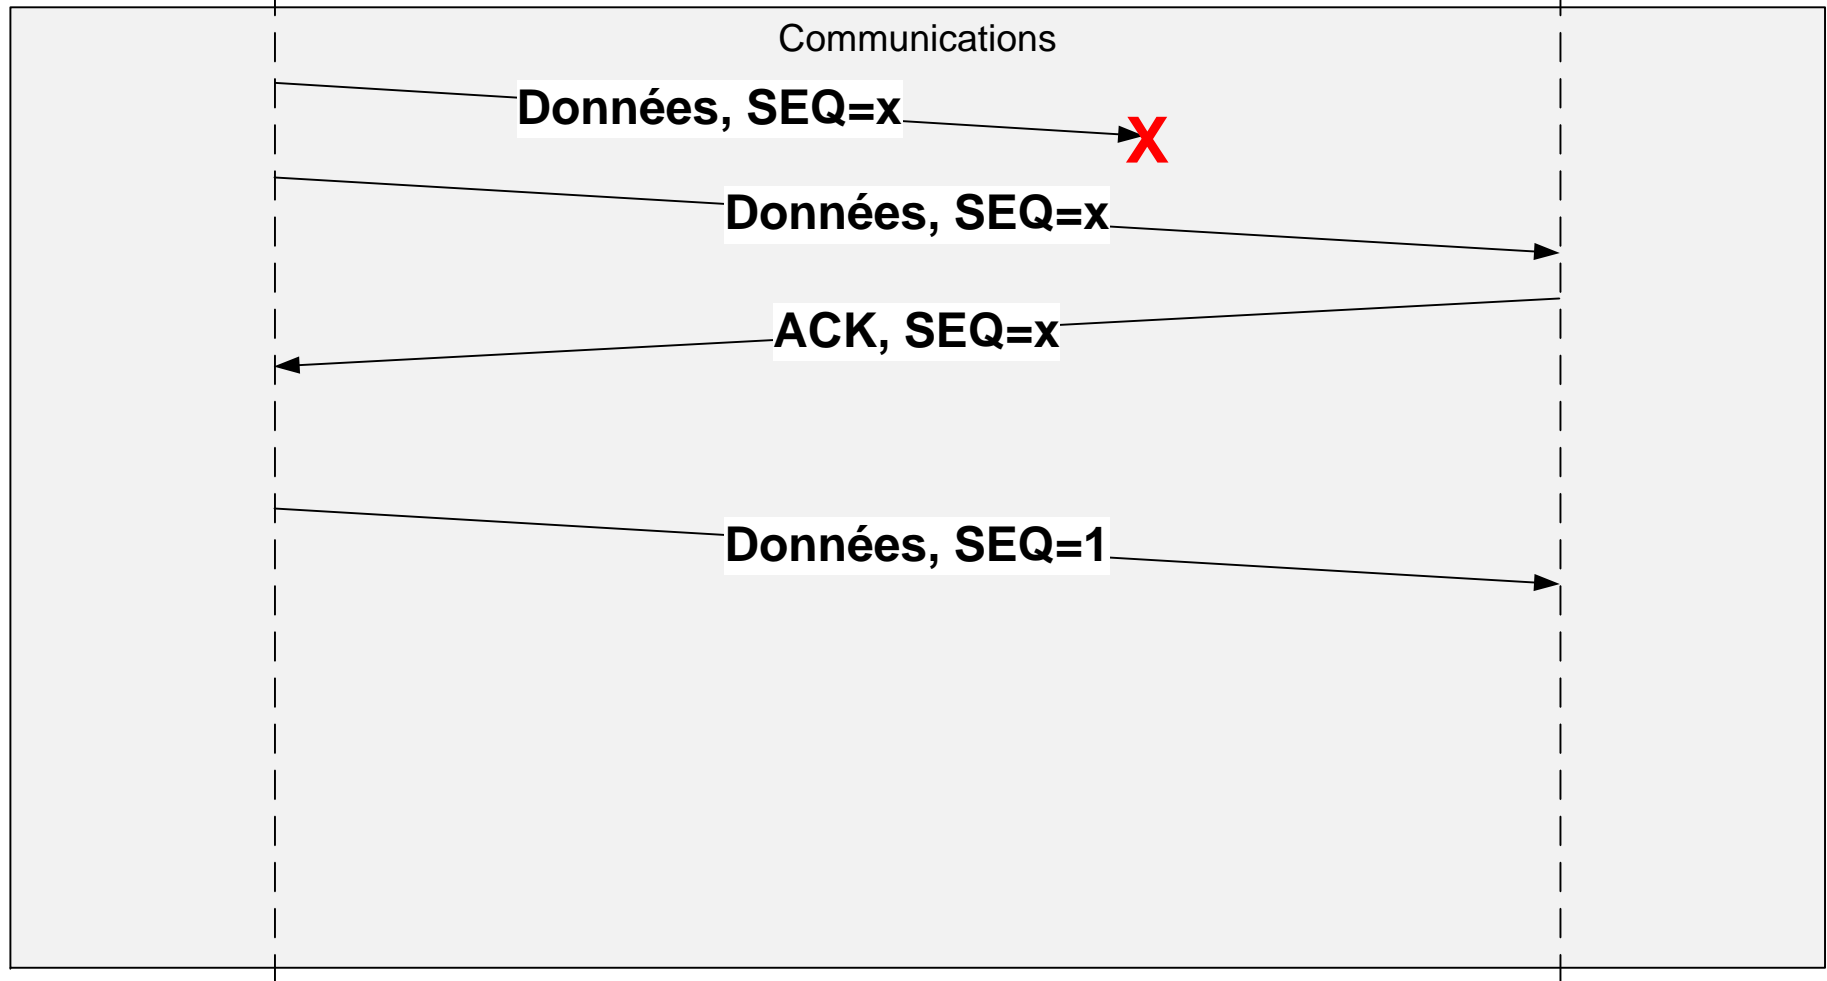 Communications
Données, SEQ=x
X
Données, SEQ=x
ACK, SEQ=x
Données, SEQ=1